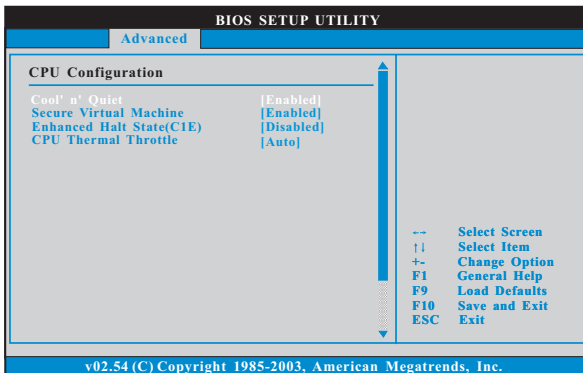 BIOS SETUP UTILITY
Advanced
CPU Configuration
Cool' n' Quiet [Enabled]
Secure Virtual Machine [Enabled]
Enhanced Halt State(C1E) [Disabled]
CPU Thermal Throttle [Auto]
←→ Select Screen
↑↓ Select Item
+- Change Option
F1 General Help
F9 Load Defaults
F10 Save and Exit
ESC Exit
v02.54 (C) Copyright 1985-2003, American Megatrends, Inc.